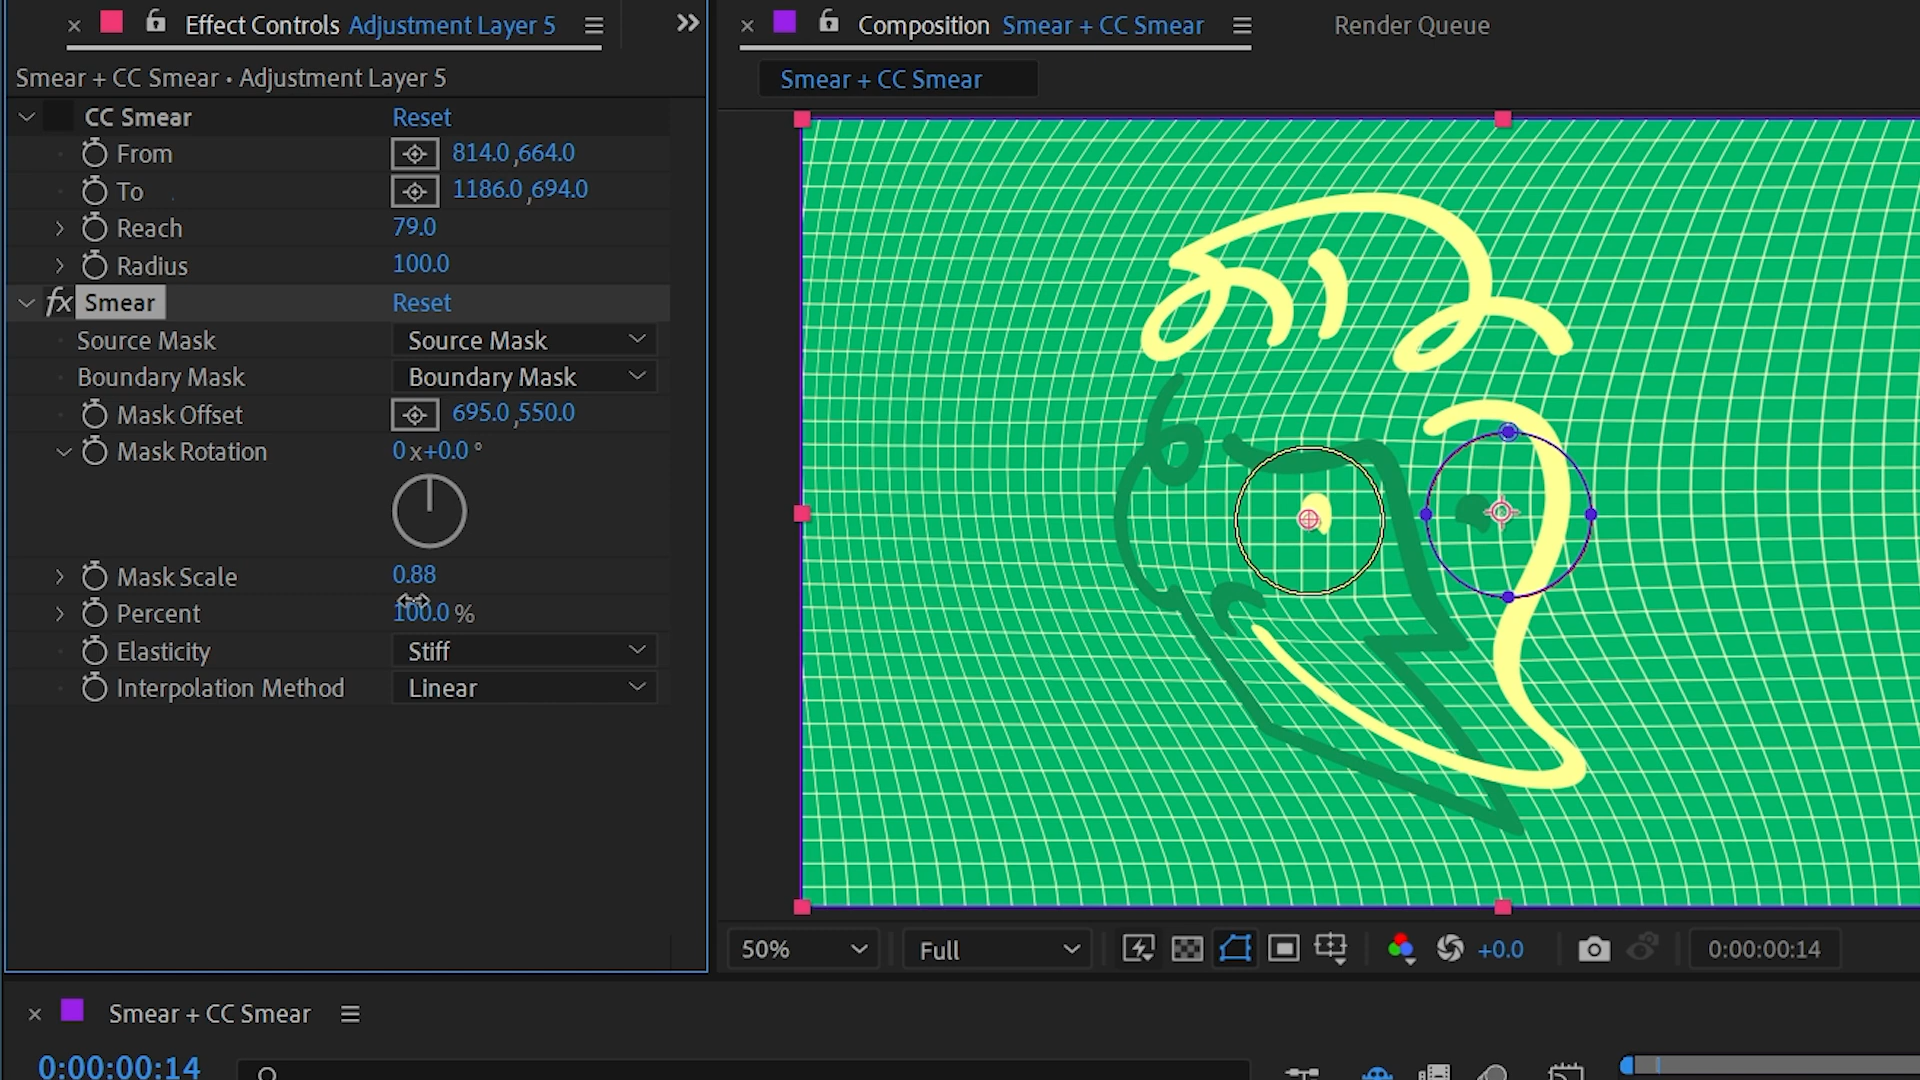 Effect Controls Adjustment Layer 5
Smear + CC Smear • Adjustment Layer 5
CC Smear Reset
From 814.0,664.0
To 1186.0,694.0
Reach 79.0
Radius 100.0
fx Smear Reset
Source Mask Source Mask
Boundary Mask Boundary Mask
Mask Offset 695.0,550.0
Mask Rotation 0x+0.0°
Mask Scale 0.88
Percent 100.0%
Elasticity Stiff
Interpolation Method Linear
Composition Smear + CC Smear
Render Queue
Smear + CC Smear
50% Full +0.0 0:00:00:14
Smear + CC Smear
0:00:00:14